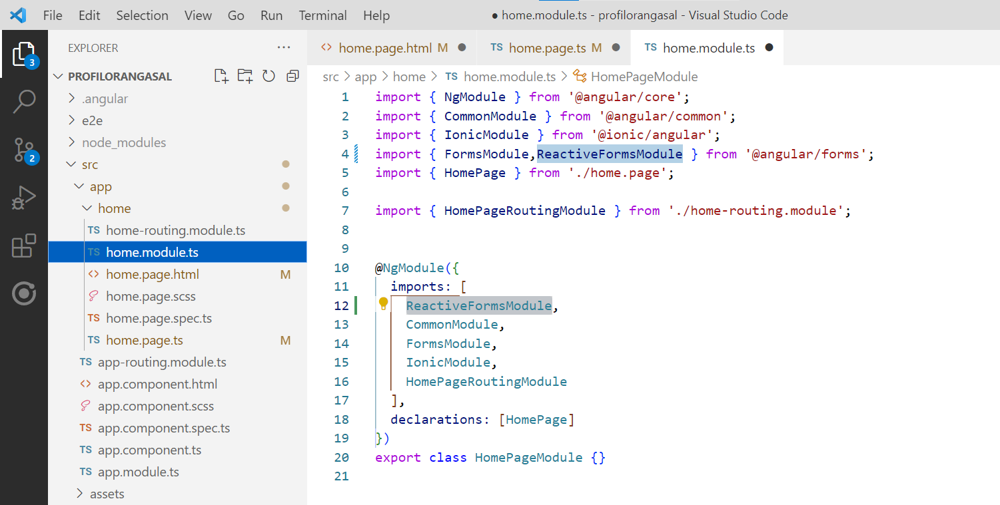 File Edit Selection View Go Run Terminal Help ● home.module.ts - profilorangasal - Visual Studio Code
EXPLORER ···
PROFILORANGASAL
.angular
e2e
node_modules
src
app
home
TS home-routing.module.ts
TS home.module.ts
<> home.page.html M
home.page.scss
TS home.page.spec.ts
TS home.page.ts M
TS app-routing.module.ts
<> app.component.html
app.component.scss
TS app.component.spec.ts
TS app.component.ts
TS app.module.ts
assets
3
2
<> home.page.html M ● TS home.page.ts M ● TS home.module.ts ●
src > app > home > TS home.module.ts > HomePageModule
1 import { NgModule } from '@angular/core';
2 import { CommonModule } from '@angular/common';
3 import { IonicModule } from '@ionic/angular';
4 import { FormsModule,ReactiveFormsModule } from '@angular/forms';
5 import { HomePage } from './home.page';
6
7 import { HomePageRoutingModule } from './home-routing.module';
8
9
10 @NgModule({
11 imports: [
12 ReactiveFormsModule,
13 CommonModule,
14 FormsModule,
15 IonicModule,
16 HomePageRoutingModule
17 ],
18 declarations: [HomePage]
19 })
20 export class HomePageModule {}
21